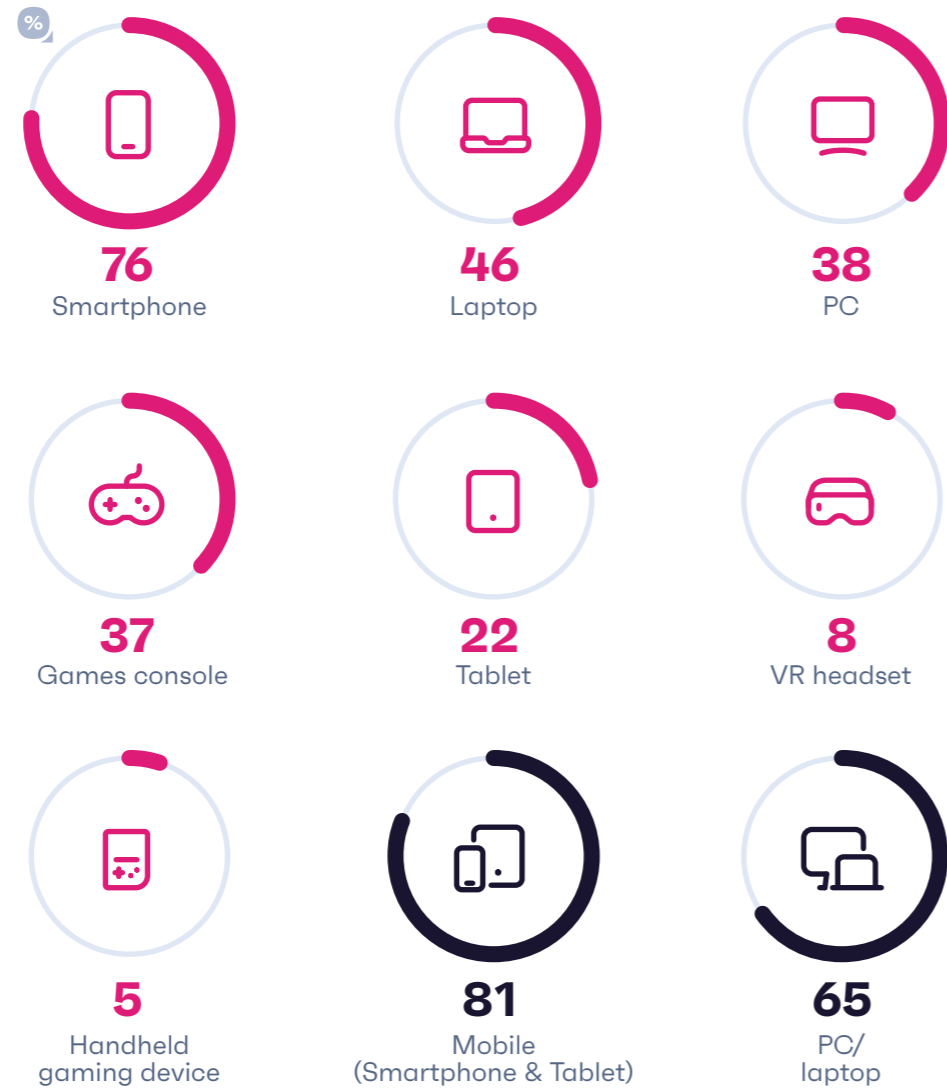 %
76
Smartphone
46
Laptop
38
PC
37
Games console
22
Tablet
8
VR headset
5
Handheld
gaming device
81
Mobile
(Smartphone & Tablet)
65
PC/
laptop